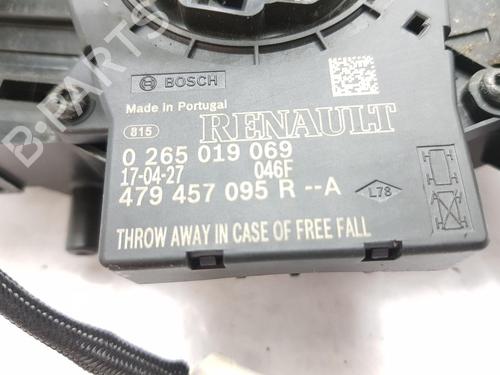 BOSCH
Made in Portugal
815
RENAULT
0 265 019 069
17-04-27 046F
479 457 095 R --A
L78
THROW AWAY IN CASE OF FREE FALL
B-PARTS